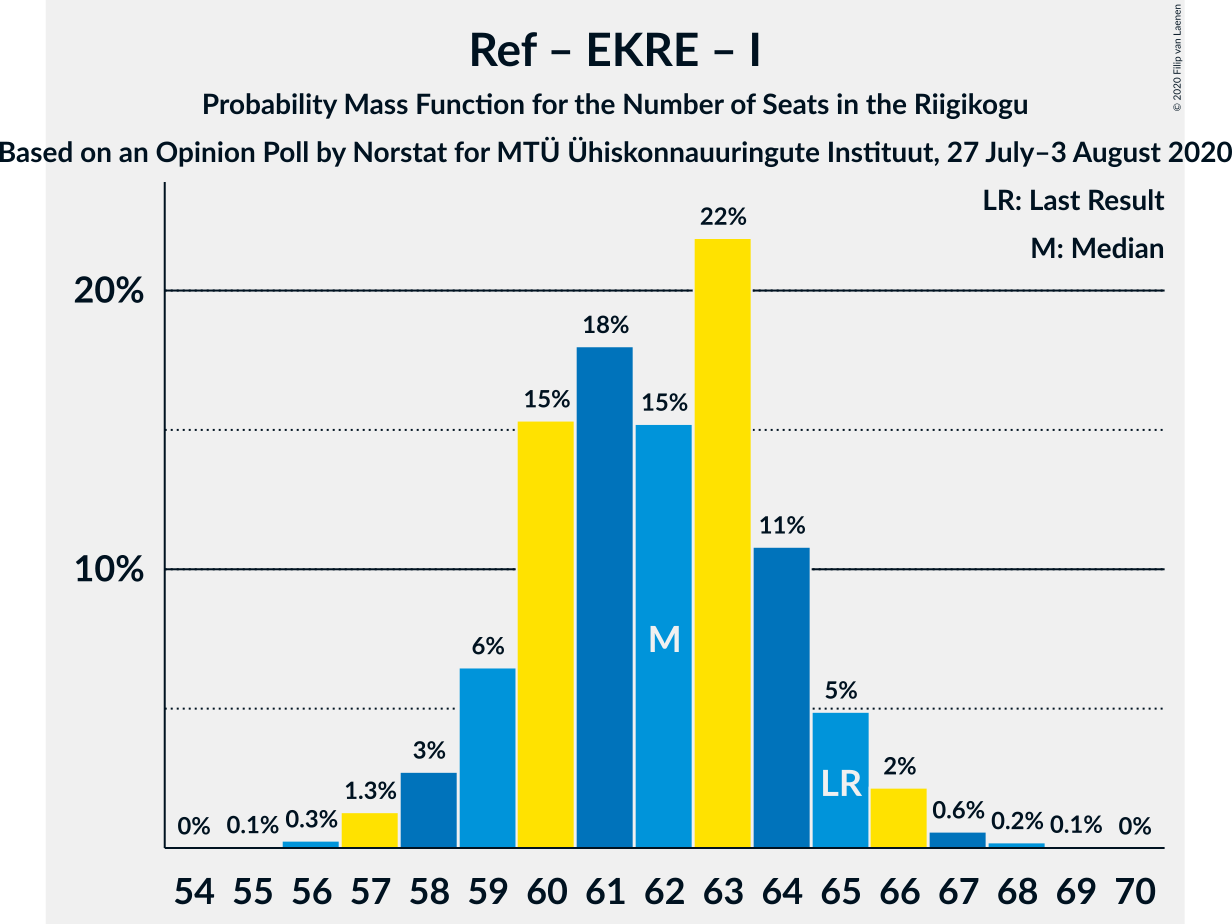 Ref – EKRE – I
Probability Mass Function for the Number of Seats in the Riigikogu
Based on an Opinion Poll by Norstat for MTÜ Ühiskonnauuringute Instituut, 27 July–3 August 2020
© 2020 Filip van Laenen
LR: Last Result
M: Median
20%
10%
0% 0.1% 0.3% 1.3% 3% 6% 15% 18% 15% 22% 11% 5% 2% 0.6% 0.2% 0.1% 0%
M
LR
54 55 56 57 58 59 60 61 62 63 64 65 66 67 68 69 70